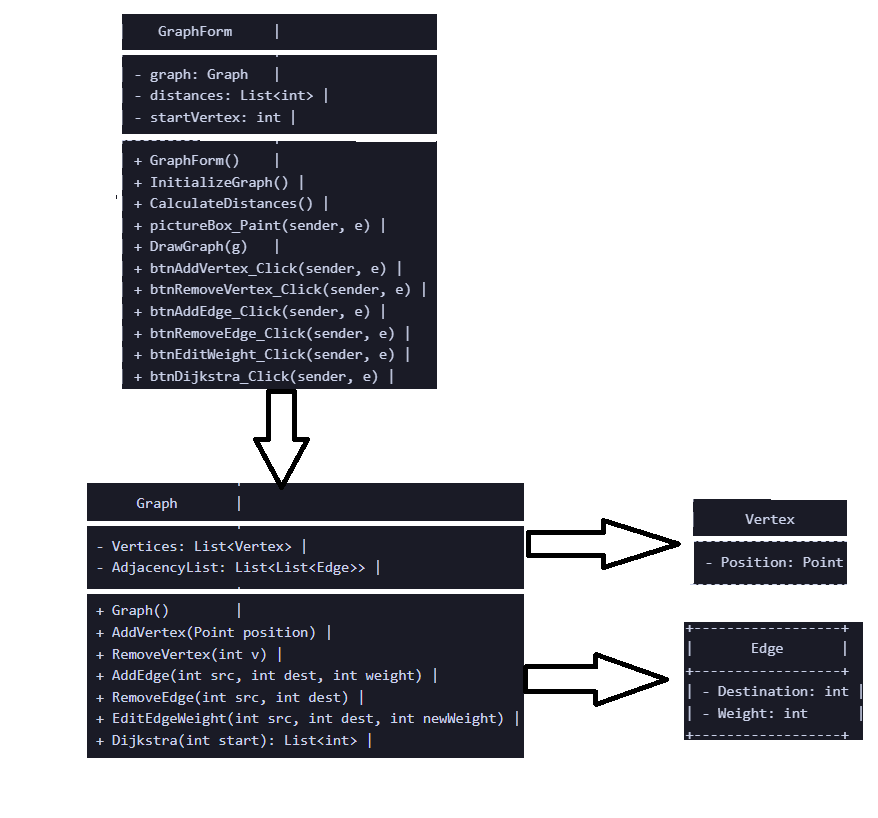 GraphForm |
- graph: Graph |
- distances: List<int> |
- startVertex: int |
+ GraphForm() |
+ InitializeGraph() |
+ CalculateDistances() |
+ pictureBox_Paint(sender, e) |
+ DrawGraph(g) |
+ btnAddVertex_Click(sender, e) |
+ btnRemoveVertex_Click(sender, e) |
+ btnAddEdge_Click(sender, e) |
+ btnRemoveEdge_Click(sender, e) |
+ btnEditWeight_Click(sender, e) |
+ btnDijkstra_Click(sender, e) |
Graph |
- Vertices: List<Vertex> |
- AdjacencyList: List<List<Edge>> |
+ Graph() |
+ AddVertex(Point position) |
+ RemoveVertex(int v) |
+ AddEdge(int src, int dest, int weight) |
+ RemoveEdge(int src, int dest) |
+ EditEdgeWeight(int src, int dest, int newWeight) |
+ Dijkstra(int start): List<int> |
Vertex
- Position: Point
+------------------+
| Edge |
+------------------+
| - Destination: int |
| - Weight: int |
+------------------+